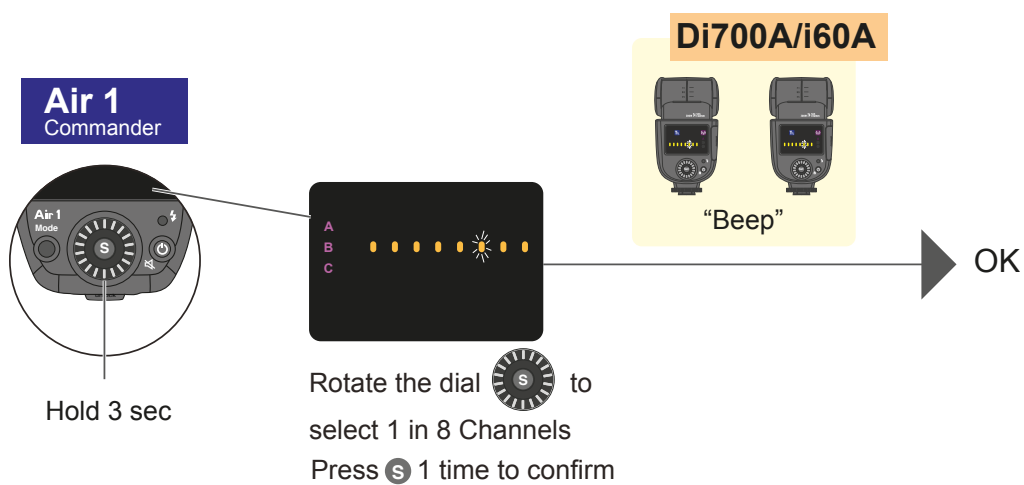 Di700A/i60A
Air 1
Commander
Air 1
Mode
S
A
B
C
“Beep”
OK
Hold 3 sec
Rotate the dial S to
select 1 in 8 Channels
Press S 1 time to confirm